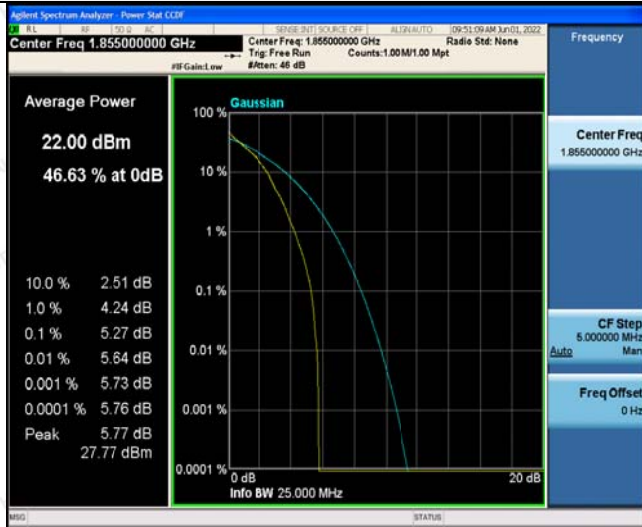 Agilent Spectrum Analyzer - Power Stat CCDF
RL RF 50 Ω AC SENSE:INT SOURCE OFF ALIGNAUTO 09:51:09 AM Jun 01, 2022
Center Freq 1.855000000 GHz
Center Freq: 1.855000000 GHz Radio Std: None
Trig: Free Run Counts:1.00 M/1.00 Mpt
#IFGain:Low #Atten: 46 dB
Frequency
Average Power
22.00 dBm
46.63 % at 0dB
10.0 % 2.51 dB
1.0 % 4.24 dB
0.1 % 5.27 dB
0.01 % 5.64 dB
0.001 % 5.73 dB
0.0001 % 5.76 dB
Peak 5.77 dB
27.77 dBm
Gaussian
100 %
10 %
1 %
0.1 %
0.01 %
0.001 %
0.0001 %
0 dB 20 dB
Info BW 25.000 MHz
Center Freq
1.855000000 GHz
CF Step
5.000000 MHz
Auto Man
Freq Offset
0 Hz
MSG STATUS